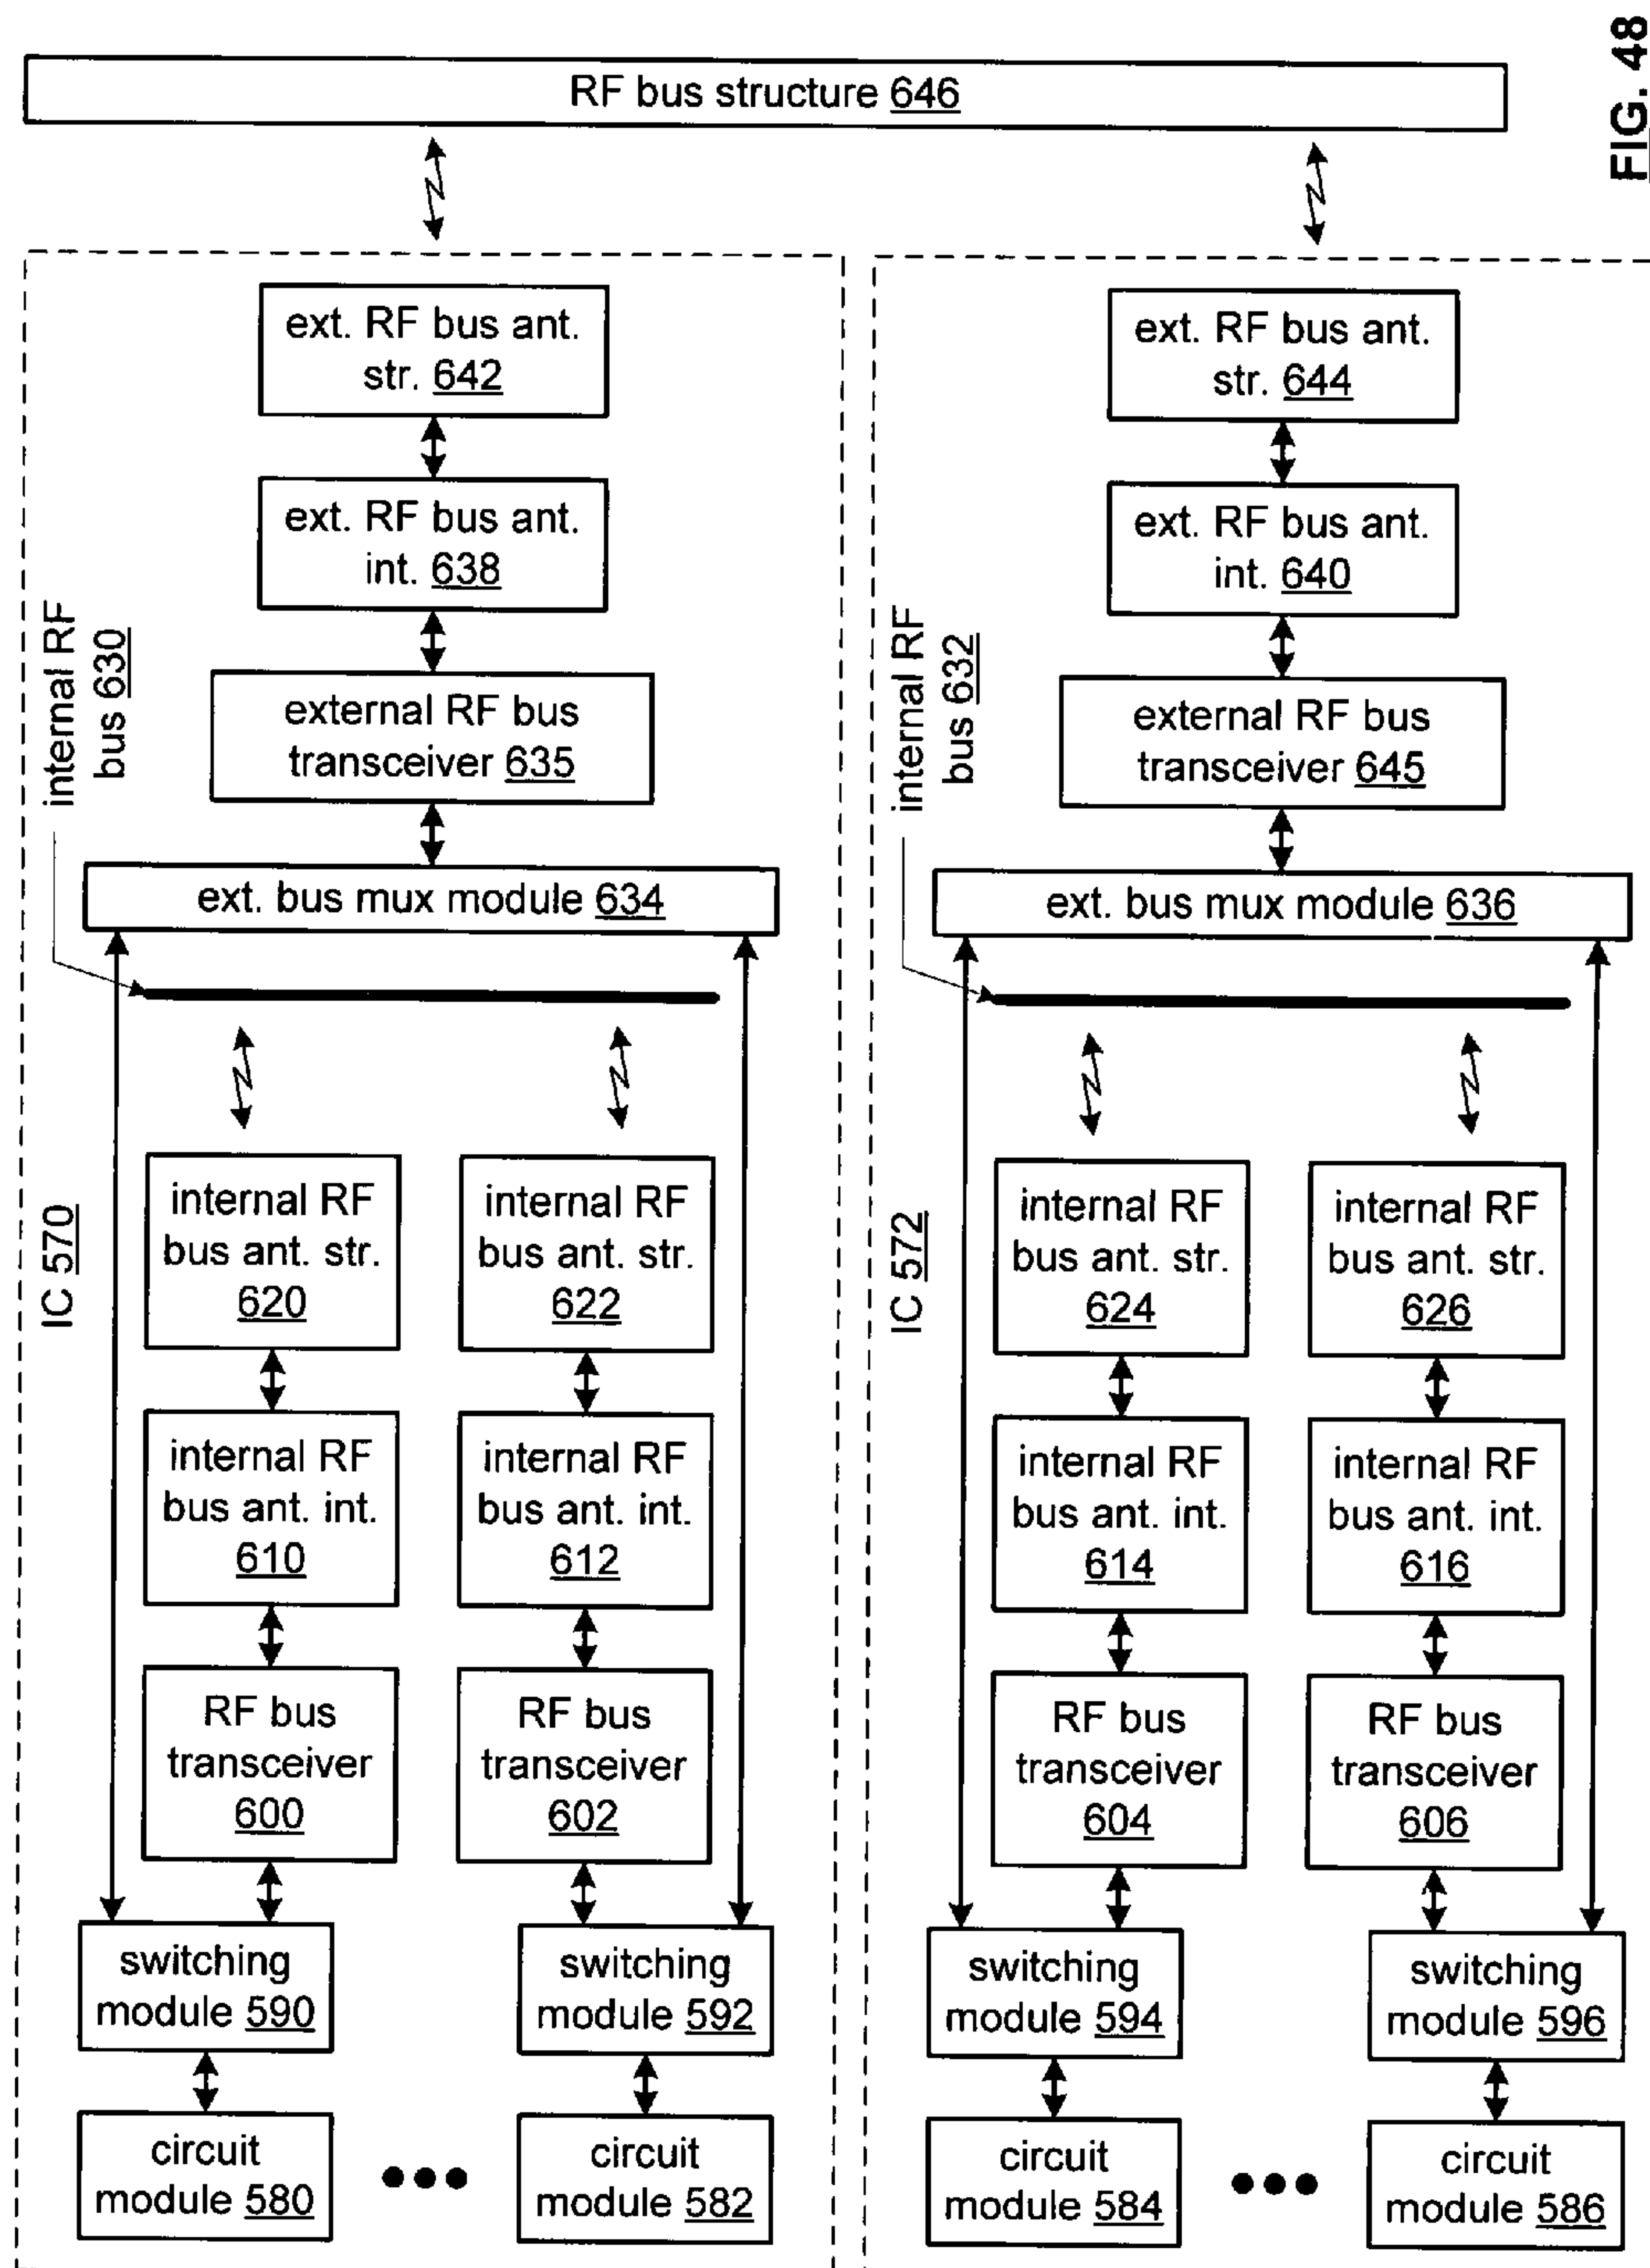 RF bus structure 646
FIG. 48
ext. RF bus ant.
str. 642
ext. RF bus ant.
int. 638
internal RF
bus 630
external RF bus
transceiver 635
ext. bus mux module 634
IC 570
internal RF
bus ant. str.
620
internal RF
bus ant. str.
622
internal RF
bus ant. int.
610
internal RF
bus ant. int.
612
RF bus
transceiver
600
RF bus
transceiver
602
switching
module 590
switching
module 592
circuit
module 580
circuit
module 582
ext. RF bus ant.
str. 644
ext. RF bus ant.
int. 640
internal RF
bus 632
external RF bus
transceiver 645
ext. bus mux module 636
IC 572
internal RF
bus ant. str.
624
internal RF
bus ant. str.
626
internal RF
bus ant. int.
614
internal RF
bus ant. int.
616
RF bus
transceiver
604
RF bus
transceiver
606
switching
module 594
switching
module 596
circuit
module 584
circuit
module 586